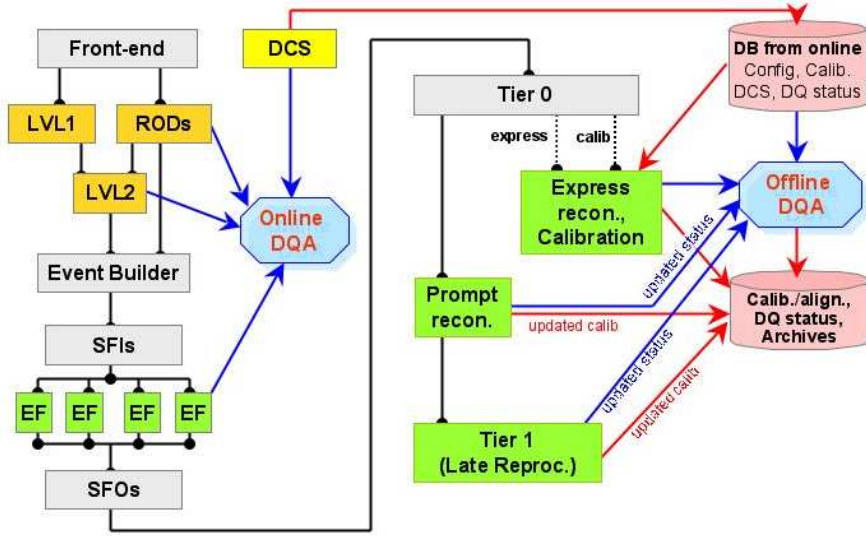 Front-end
DCS
LVL1
RODs
LVL2
Online
DQA
Event Builder
SFIs
EF
EF
EF
EF
SFOs
Tier 0
express
calib
Express
recon.,
Calibration
Prompt
recon.
updated calib
updated status
Tier 1
(Late Reproc.)
updated status
updated calib
DB from online
Config, Calib.
DCS, DQ status
Offline
DQA
Calib./align.,
DQ status,
Archives